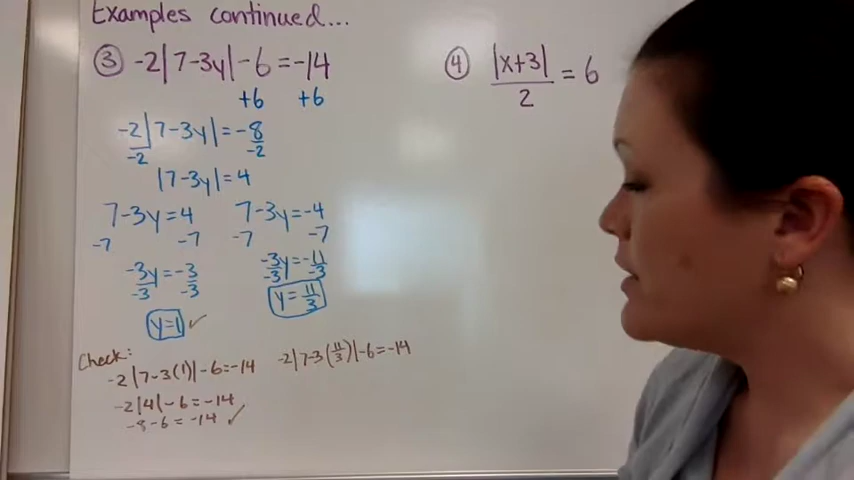 Examples continued...
③ -2|7-3y|-6=-14
+6 +6
-2|7-3y|=-8
-2 -2
|7-3y|=4
7-3y=4 7-3y=-4
-7 -7 -7 -7
-3y=-3 -3y=-11
-3 -3 -3 -3
y=1 ✓ y=11/3
Check:
-2|7-3(1)|-6=-14 -2|7-3(11/3)|-6=-14
-2|4|-6=-14
-8-6=-14 ✓
④ |x+3|
2
=6